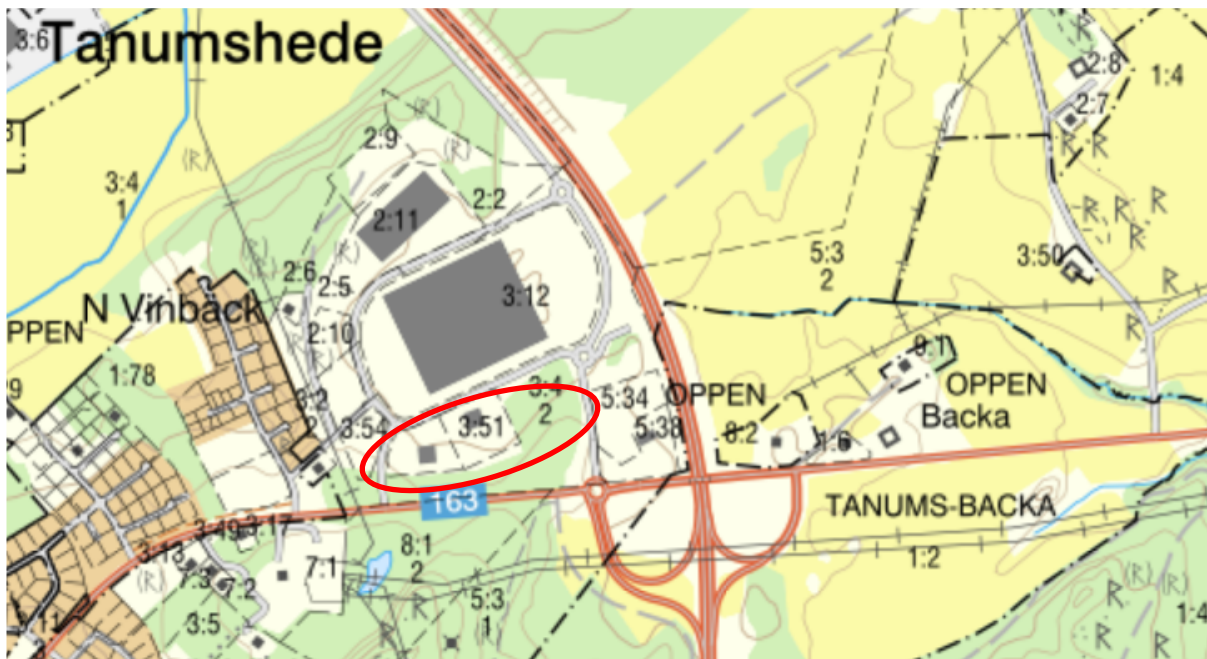 3:6
Tanumshede
2:8
1:4
2:7
(R)
2:9
(R)
(R)
3:4
1
2:2
R
R
2:11
R
R
R
R
(R)
(R)
5:3
2
3:50
2:6
2:5
3:12
N Vinbäck
2:10
R
PPEN
9:1
1:78
3:4
2
5:34
OPPEN
OPPEN
Backa
3:2
2
3:54
3:51
5:38
8:2
1:6
163
TANUMS-BACKA
3:49
3:17
3:13
(R)
7:3
7:2
7:1
8:1
2
1:2
5:3
1
3:5
R
R
R
(R)
(R)
R
R
1:4
11